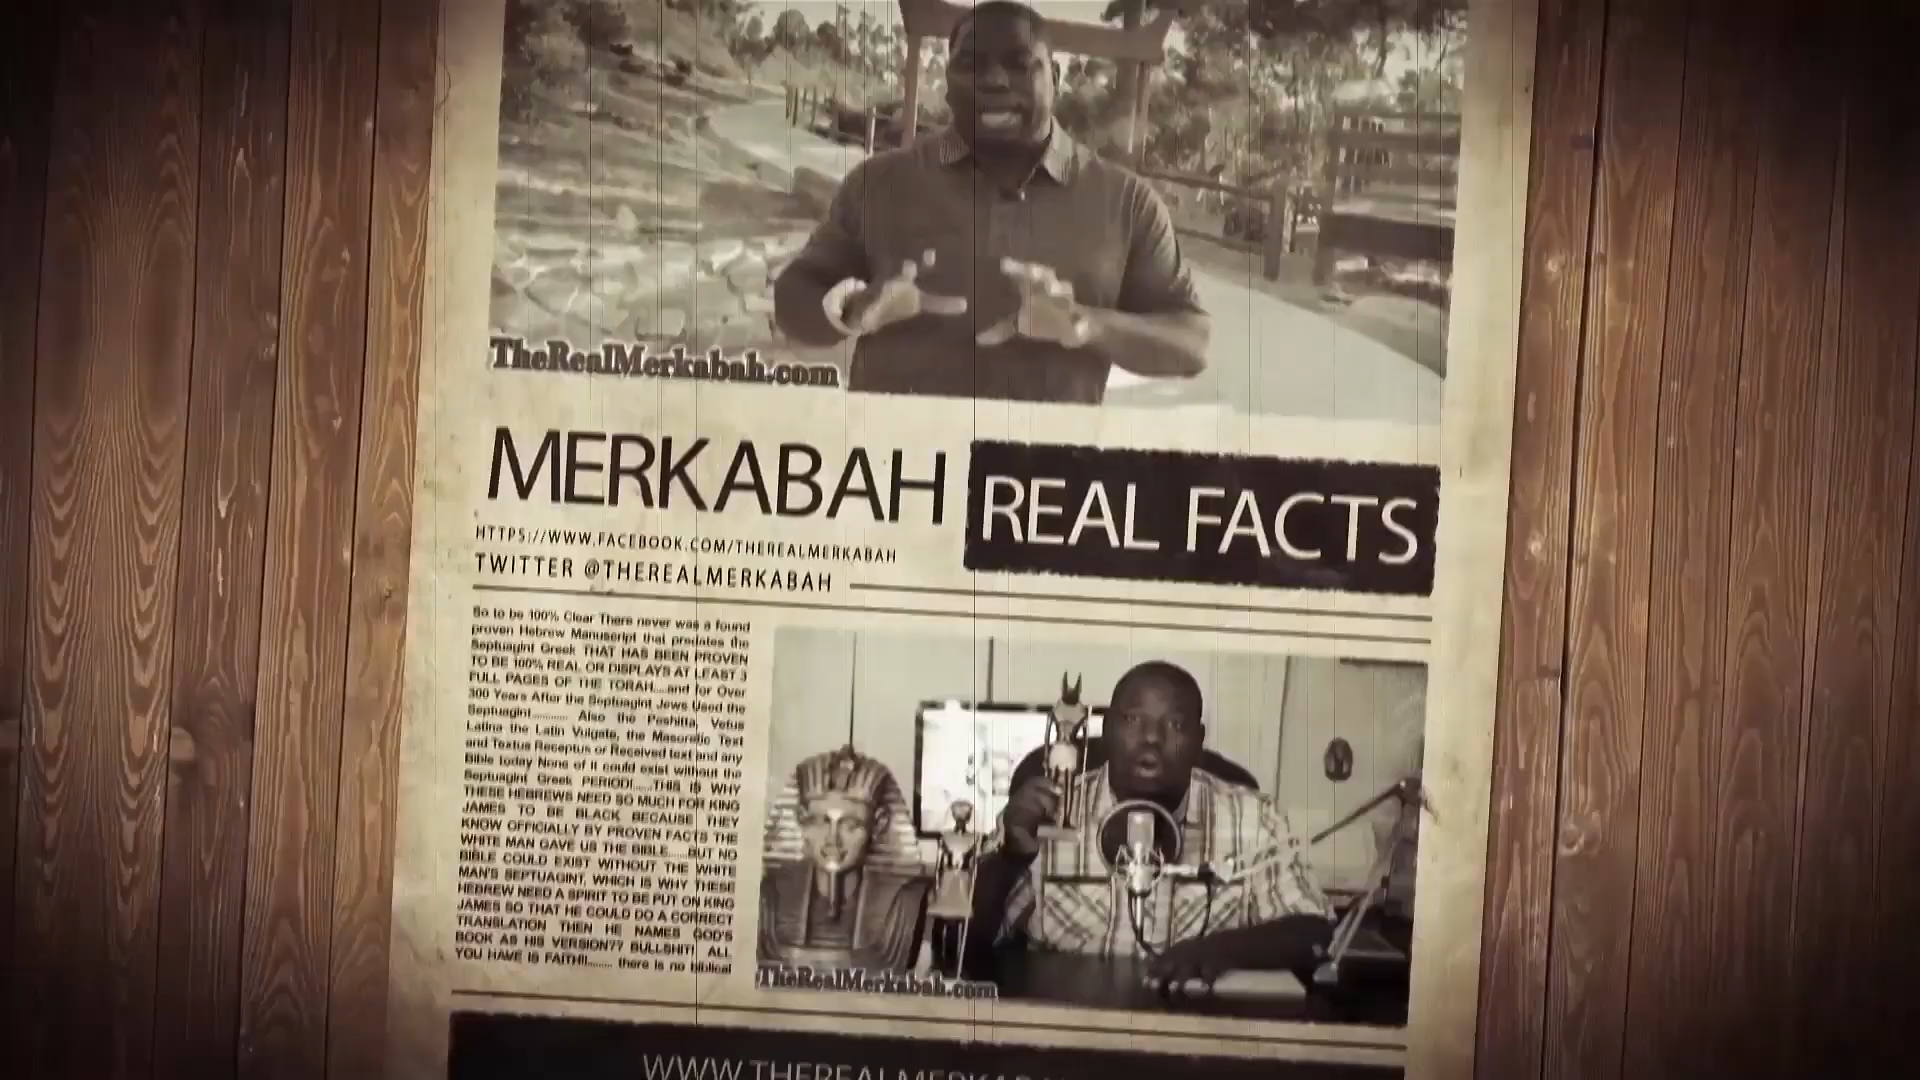 TheRealMerkabah.com
MERKABAH REAL FACTS
HTTPS://WWW.FACEBOOK.COM/THEREALMERKABAH
TWITTER @THEREALMERKABAH
So to be 100% Clear There never was a found
proven Hebrew Manuscript that predates the
Septuagint Greek THAT HAS BEEN PROVEN
TO BE 100% REAL OR DISPLAYS AT LEAST 3
FULL PAGES OF THE TORAH....and for Over
300 Years After the Septuagint Jews Used the
Septuagint............ Also the Peshitta, Vetus
Latina the Latin Vulgate, the Masoretic Text
and Textus Receptus or Received text and any
Bible today None of it could exist without the
Septuagint Greek PERIOD!.....THIS IS WHY
THESE HEBREWS NEED SO MUCH FOR KING
JAMES TO BE BLACK BECAUSE THEY
KNOW OFFICIALLY BY PROVEN FACTS THE
WHITE MAN GAVE US THE BIBLE.....BUT NO
BIBLE COULD EXIST WITHOUT THE WHITE
MAN'S SEPTUAGINT, WHICH IS WHY THESE
HEBREW NEED A SPIRIT TO BE PUT ON KING
JAMES SO THAT HE COULD DO A CORRECT
TRANSLATION THEN HE NAMES GOD'S
BOOK AS HIS VERSION?? BULLSHIT! ALL
YOU HAVE IS FAITH!!........ there is no biblical
TheRealMerkabah.com